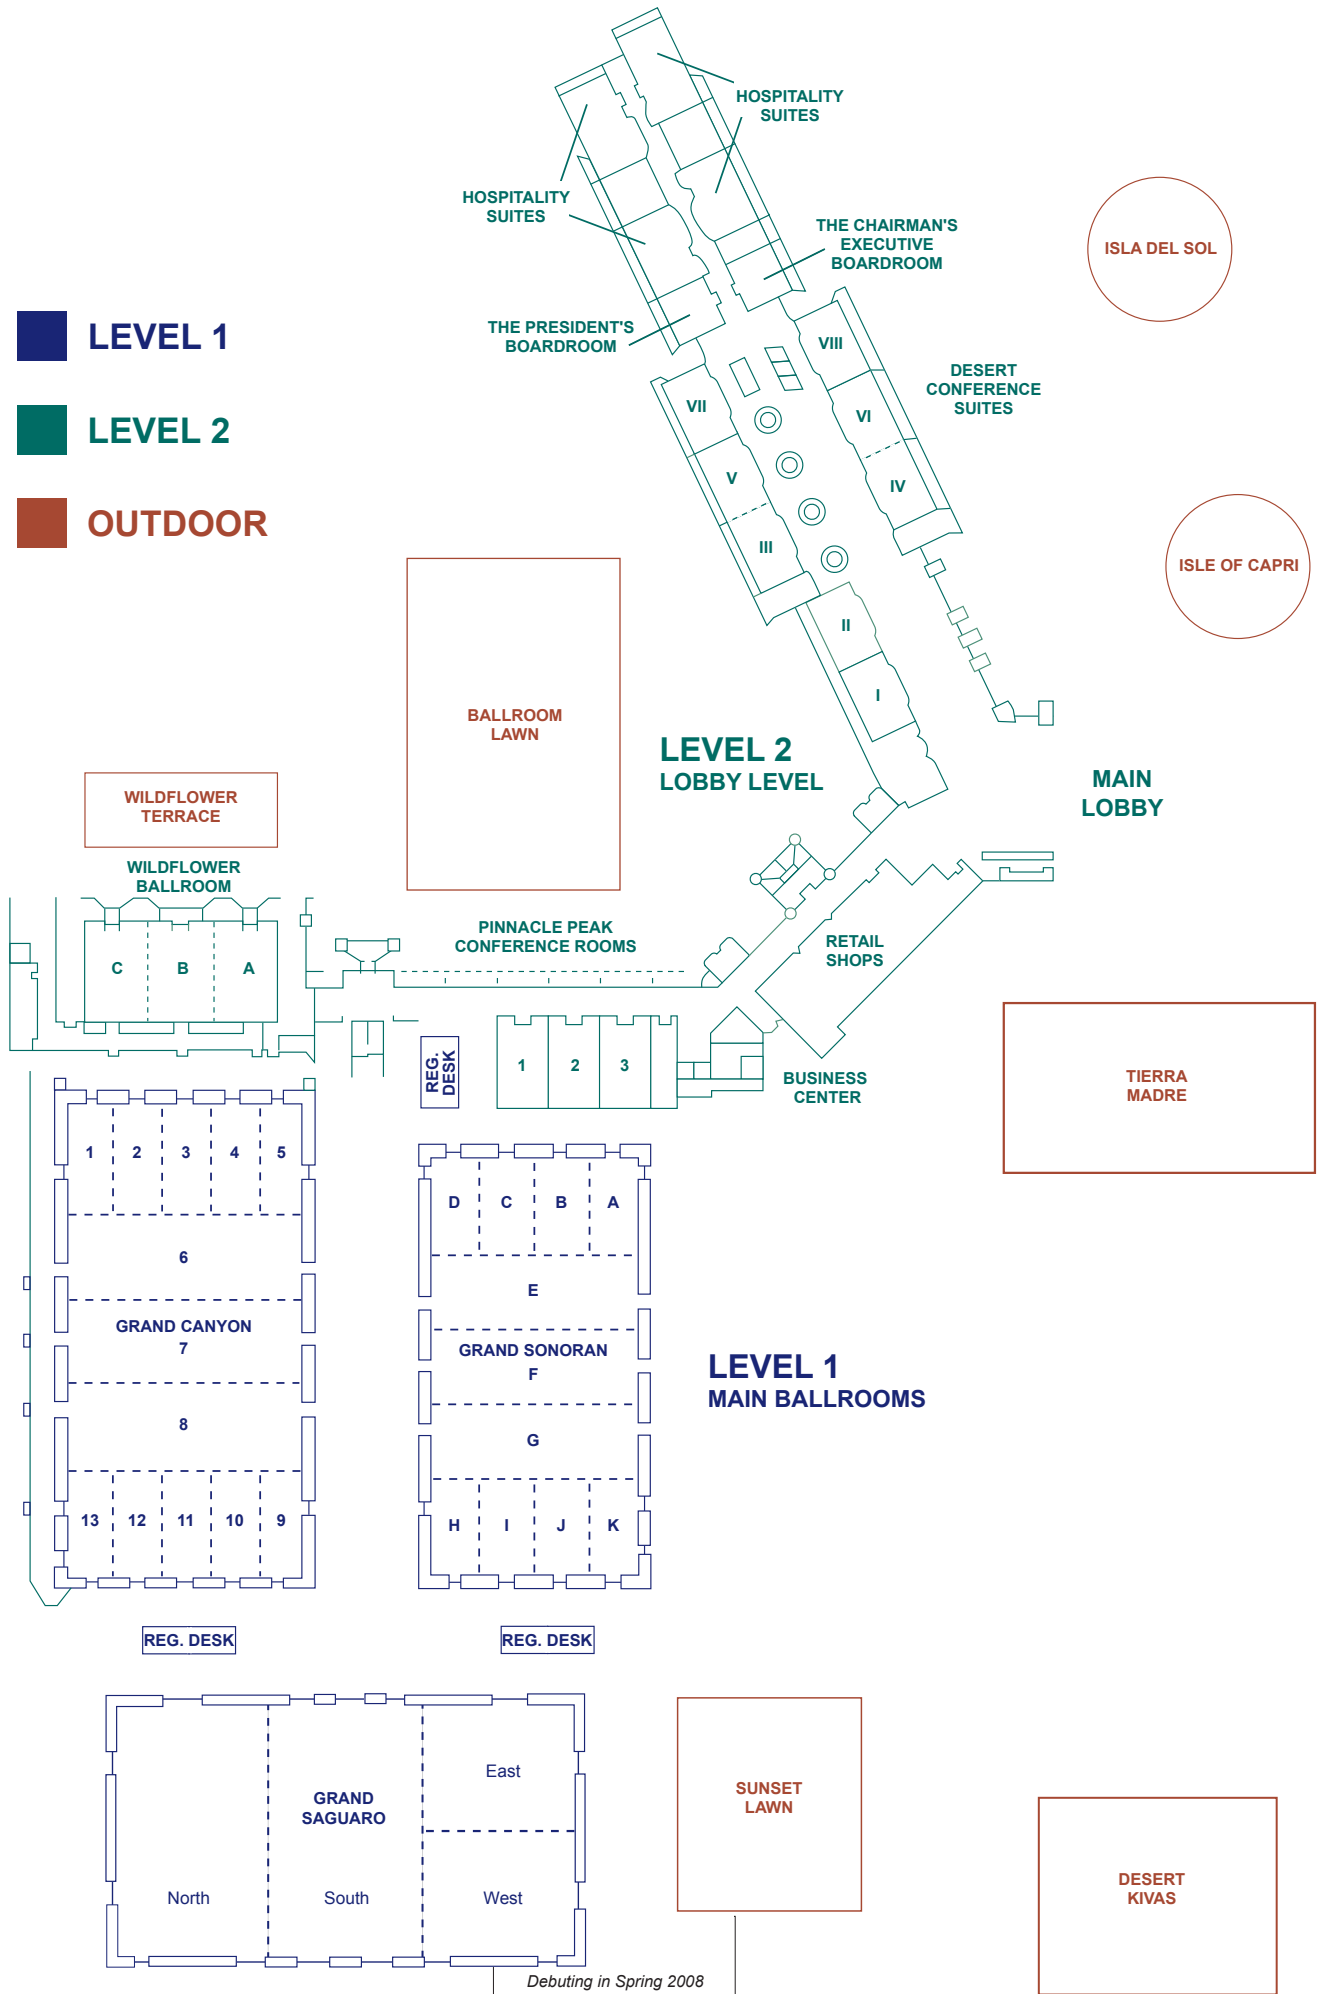 HOSPITALITY
SUITES
HOSPITALITY
SUITES
THE CHAIRMAN'S
EXECUTIVE
BOARDROOM
ISLA DEL SOL
THE PRESIDENT'S
BOARDROOM
LEVEL 1
LEVEL 2
OUTDOOR
VIII
DESERT
CONFERENCE
SUITES
VII
VI
V
IV
III
ISLE OF CAPRI
II
I
BALLROOM
LAWN
LEVEL 2
LOBBY LEVEL
MAIN
LOBBY
WILDFLOWER
TERRACE
WILDFLOWER
BALLROOM
C B A
PINNACLE PEAK
CONFERENCE ROOMS
RETAIL
SHOPS
REG.
DESK
1 2 3
BUSINESS
CENTER
TIERRA
MADRE
1 2 3 4 5
6
GRAND CANYON
7
8
13 12 11 10 9
D C B A
E
GRAND SONORAN
F
G
H I J K
LEVEL 1
MAIN BALLROOMS
REG. DESK
REG. DESK
East
GRAND
SAGUARO
North South West
SUNSET
LAWN
DESERT
KIVAS
Debuting in Spring 2008